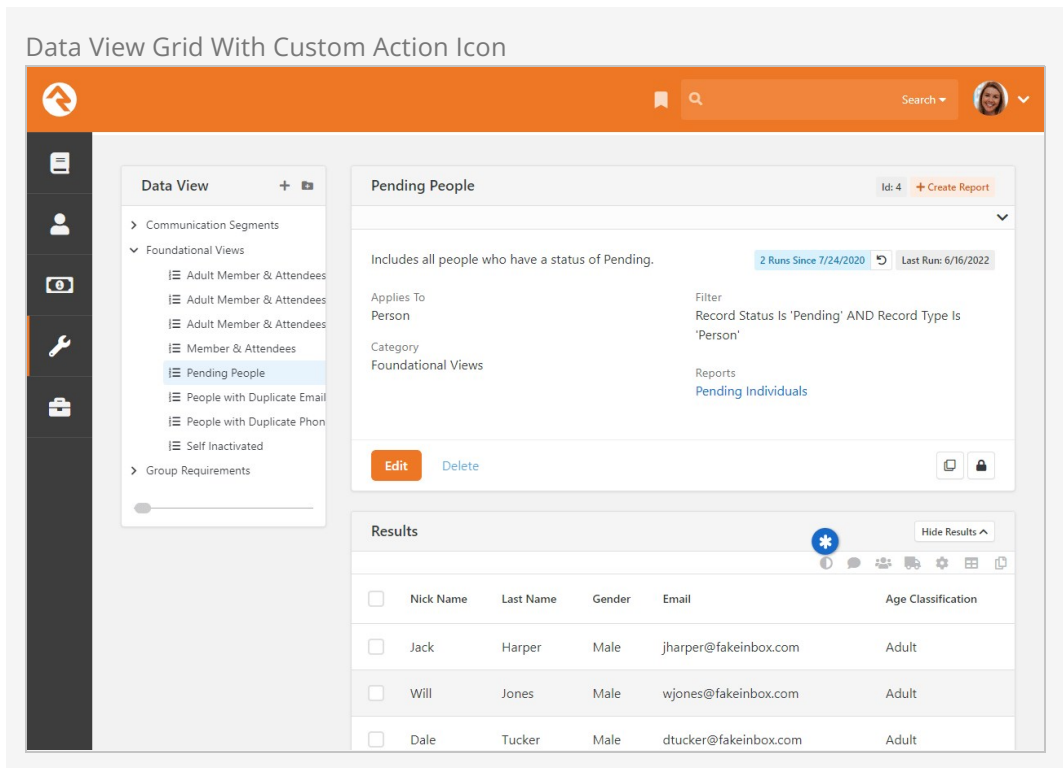 Data View Grid With Custom Action Icon
Search
Data View
Communication Segments
Foundational Views
Adult Member & Attendees
Adult Member & Attendees
Adult Member & Attendees
Member & Attendees
Pending People
People with Duplicate Email
People with Duplicate Phon
Self Inactivated
Group Requirements
Pending People
Id: 4
+ Create Report
Includes all people who have a status of Pending.
2 Runs Since 7/24/2020
Last Run: 6/16/2022
Applies To
Person
Category
Foundational Views
Filter
Record Status Is 'Pending' AND Record Type Is
'Person'
Reports
Pending Individuals
Edit
Delete
Results
Hide Results
Nick Name Last Name Gender Email Age Classification
Jack Harper Male jharper@fakeinbox.com Adult
Will Jones Male wjones@fakeinbox.com Adult
Dale Tucker Male dtucker@fakeinbox.com Adult